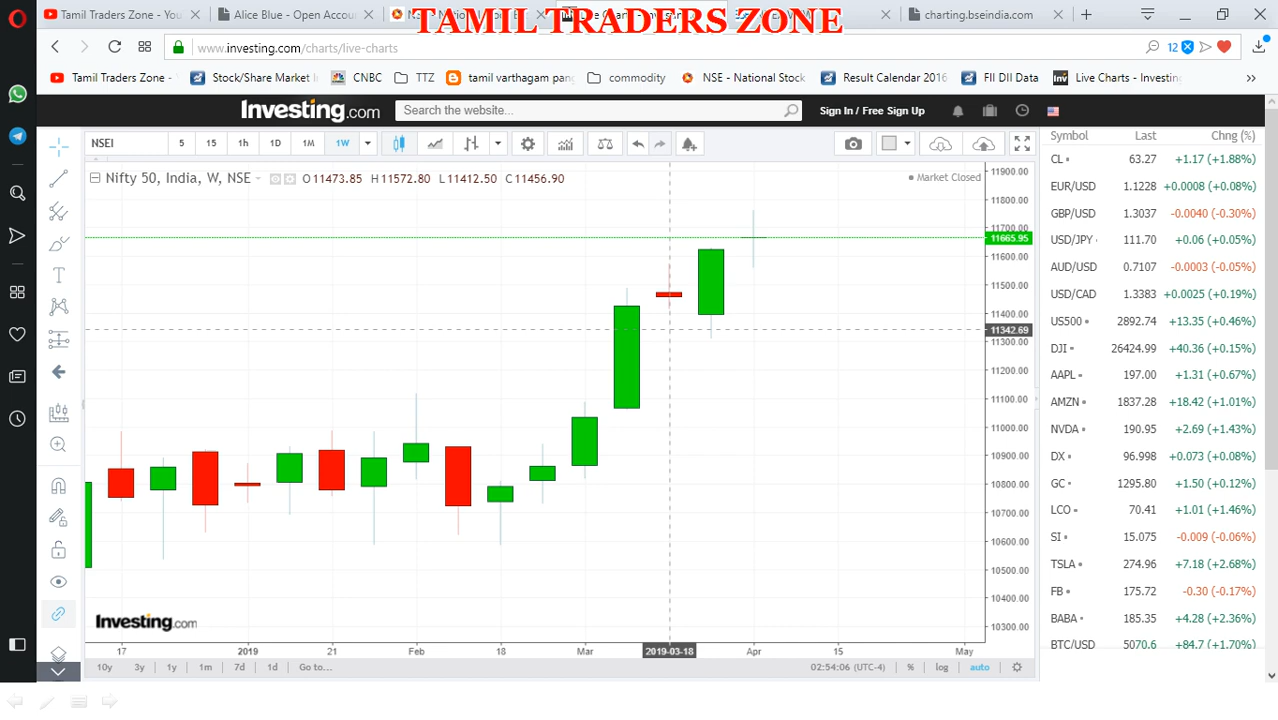 TAMIL TRADERS ZONE
Tamil Traders Zone - You
Alice Blue - Open Accou
charting.bseindia.com
www.investing.com/charts/live-charts
12
Tamil Traders Zone -
Stock/Share Market I
CNBC
TTZ
tamil varthagam pan
commodity
NSE - National Stock
Result Calendar 2016
FII DII Data
Live Charts - Investing
Investing.com
Search the website...
Sign In / Free Sign Up
NSEI 5 15 1h 1D 1M 1W
Nifty 50, India, W, NSE O11473.85 H11572.80 L11412.50 C11456.90
Market Closed
11900.00
11800.00
11700.00
11665.95
11600.00
11500.00
11400.00
11342.69
11300.00
11200.00
11100.00
11000.00
10900.00
10800.00
10700.00
10600.00
10500.00
10400.00
10300.00
Investing.com
17 2019 21 Feb 18 Mar 2019-03-18 Apr 15 May
10y 3y 1y 1m 7d 1d Go to... 02:54:06 (UTC-4) % log auto
Symbol Last Chng (%)
CL 63.27 +1.17 (+1.88%)
EUR/USD 1.1228 +0.0008 (+0.08%)
GBP/USD 1.3037 -0.0040 (-0.30%)
USD/JPY 111.70 +0.06 (+0.05%)
AUD/USD 0.7107 -0.0003 (-0.05%)
USD/CAD 1.3383 +0.0025 (+0.19%)
US500 2892.74 +13.35 (+0.46%)
DJI 26424.99 +40.36 (+0.15%)
AAPL 197.00 +1.31 (+0.67%)
AMZN 1837.28 +18.42 (+1.01%)
NVDA 190.95 +2.69 (+1.43%)
DX 96.998 +0.073 (+0.08%)
GC 1295.80 +1.50 (+0.12%)
LCO 70.41 +1.01 (+1.46%)
SI 15.075 -0.009 (-0.06%)
TSLA 274.96 +7.18 (+2.68%)
FB 175.72 -0.30 (-0.17%)
BABA 185.35 +4.28 (+2.36%)
BTC/USD 5070.6 +84.7 (+1.70%)